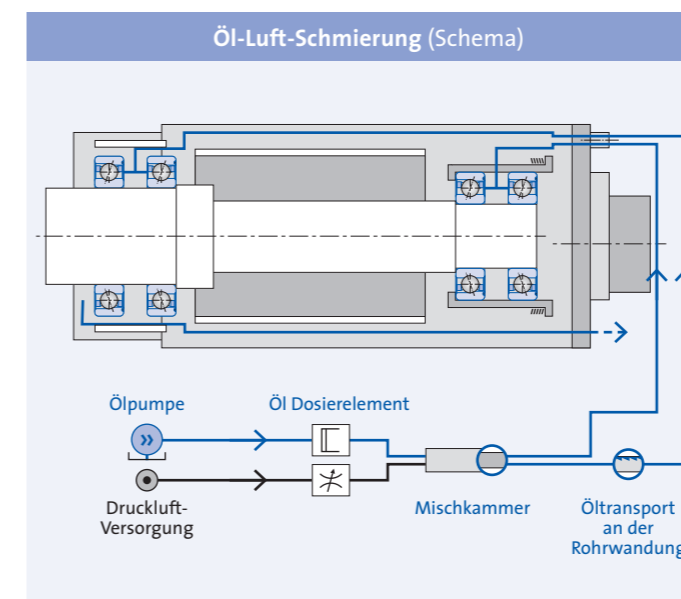 Öl-Luft-Schmierung (Schema)
Ölpumpe
Öl Dosierelement
Druckluft-
Versorgung
Mischkammer
Öltransport
an der
Rohrwandung